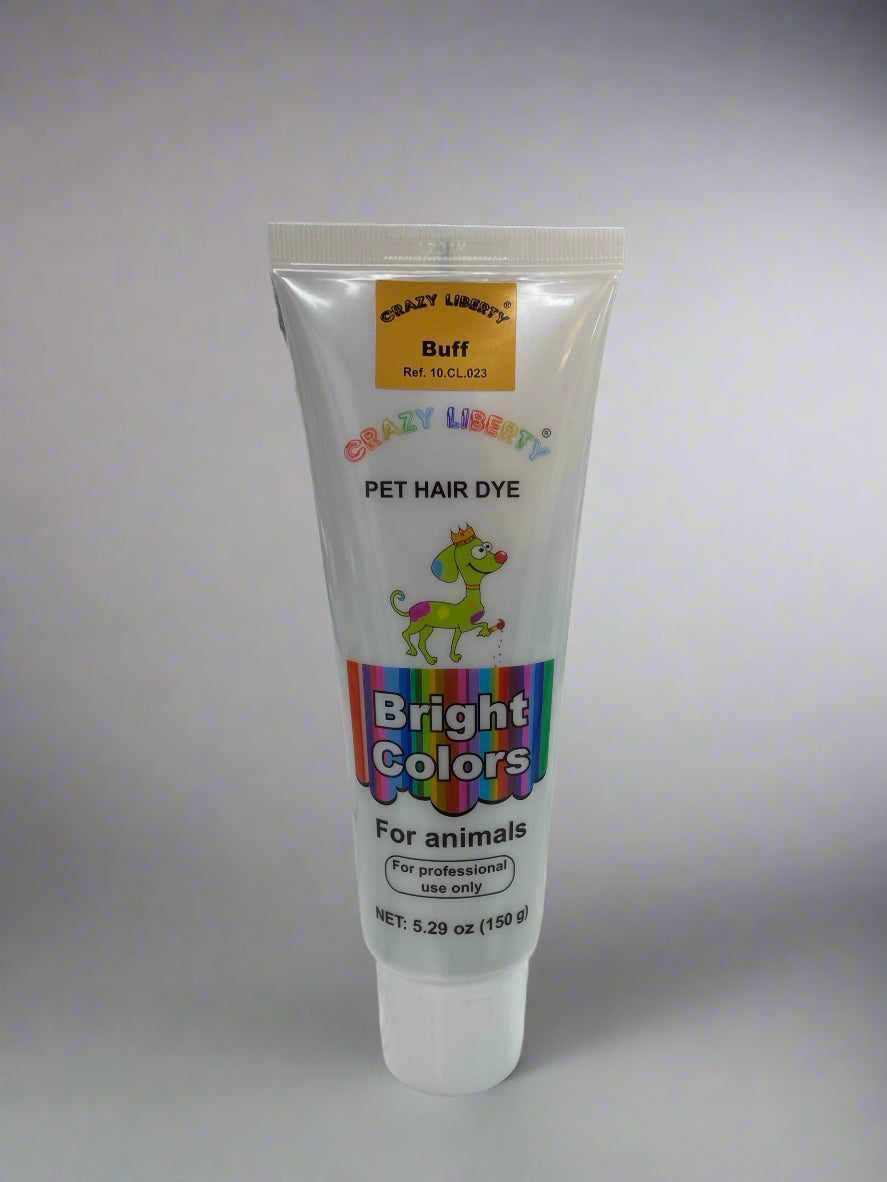 CRAZY LIBERTY®
Buff
Ref. 10.CL.023
CRAZY LIBERTY®
PET HAIR DYE
Bright
Colors
For animals
For professional
use only
NET: 5.29 oz (150 g)